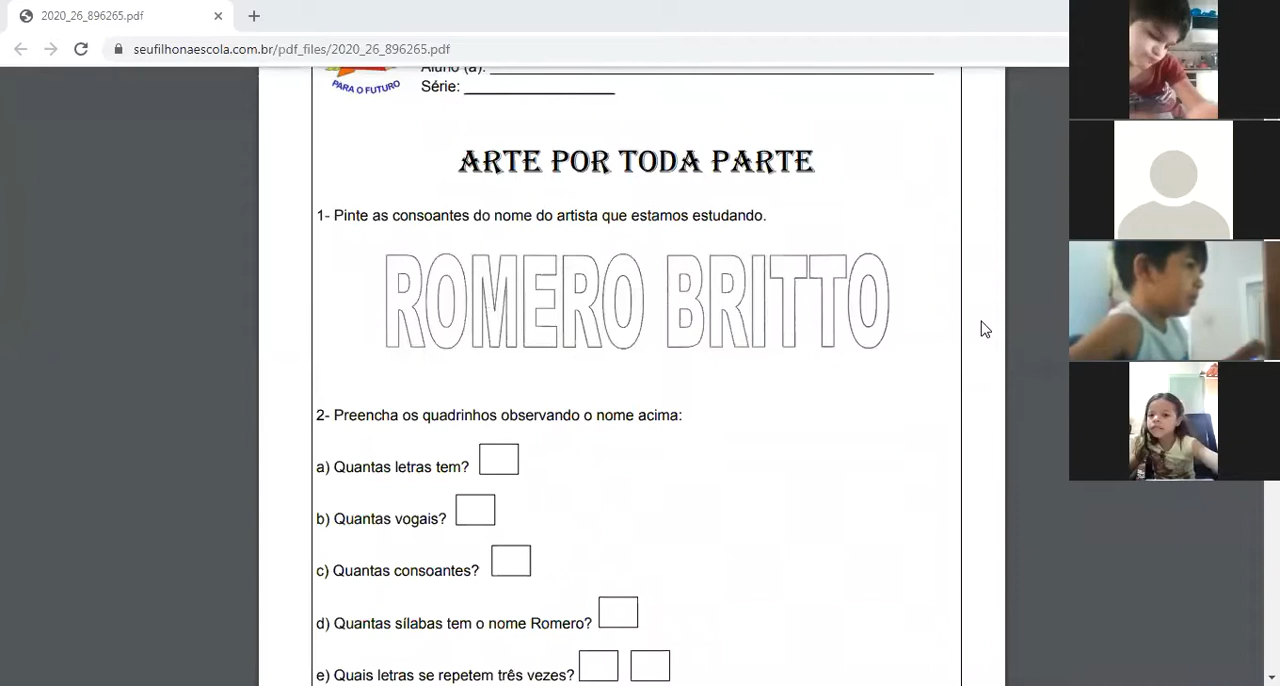 2020_26_896265.pdf
seufilhonaescola.com.br/pdf_files/2020_26_896265.pdf
PARA O FUTURO
Aluno (a):
Série:
ARTE POR TODA PARTE
1- Pinte as consoantes do nome do artista que estamos estudando.
ROMERO BRITTO
2- Preencha os quadrinhos observando o nome acima:
a) Quantas letras tem?
b) Quantas vogais?
c) Quantas consoantes?
d) Quantas sílabas tem o nome Romero?
e) Quais letras se repetem três vezes?